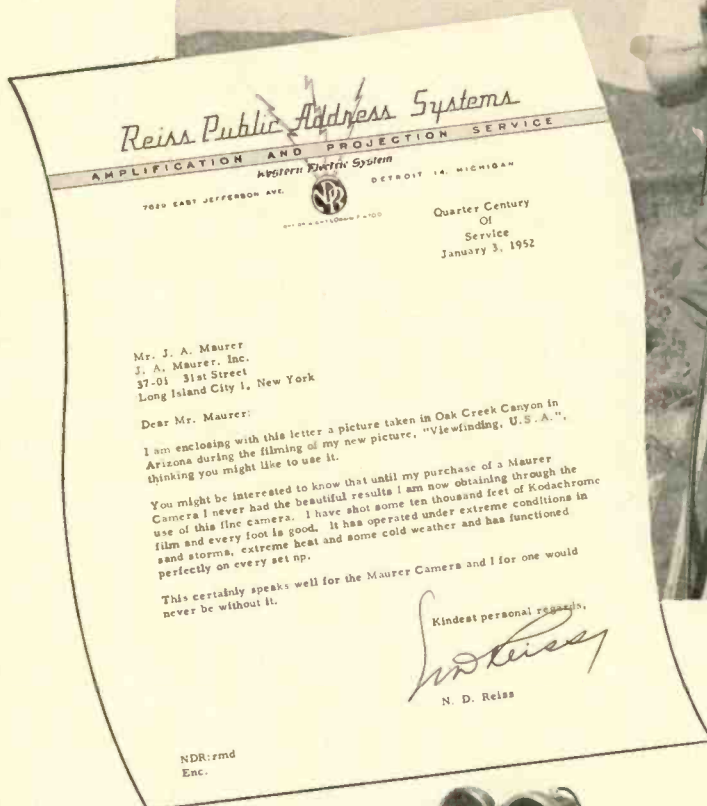 Reiss Public Address Systems
AMPLIFICATION AND PROJECTION SERVICE
Western Electric System
7020 EAST JEFFERSON AVE. DETROIT 14, MICHIGAN
NDR
Quarter Century
Of
Service
January 3, 1952
Mr. J. A. Maurer
J. A. Maurer, Inc.
37-01 31st Street
Long Island City 1, New York
Dear Mr. Maurer:
I am enclosing with this letter a picture taken in Oak Creek Canyon in
Arizona during the filming of my new picture, "Viewfinding, U.S.A.",
thinking you might like to use it.
You might be interested to know that until my purchase of a Maurer
Camera I never had the beautiful results I am now obtaining through the
use of this fine camera. I have shot some ten thousand feet of Kodachrome
film and every foot is good. It has operated under extreme conditions in
sand storms, extreme heat and some cold weather and has functioned
perfectly on every set up.
This certainly speaks well for the Maurer Camera and I for one would
never be without it.
Kindest personal regards,
N D Reiss
N. D. Reiss
NDR:rmd
Enc.